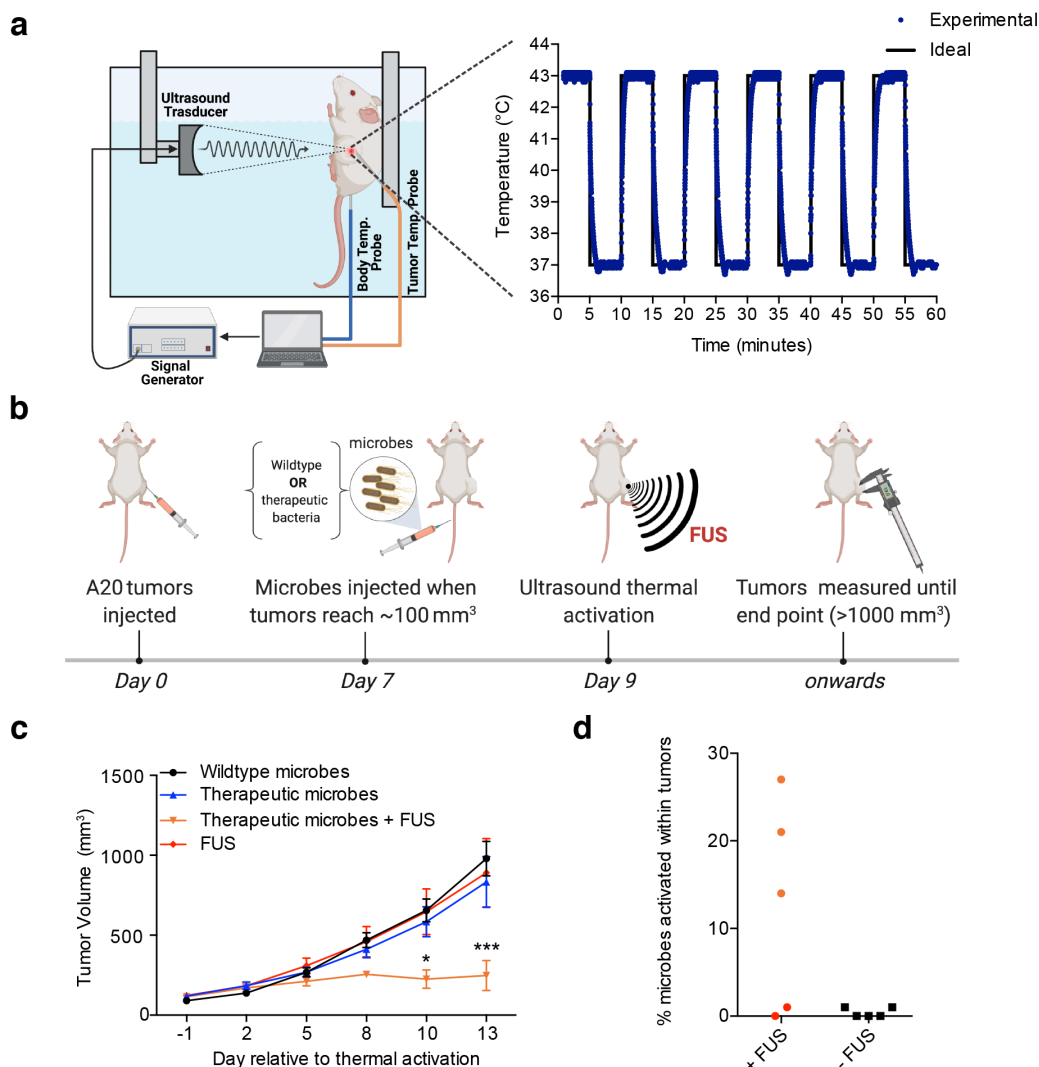 a
Ultrasound
Trasducer
Body Temp.
Probe
Tumor Temp. Probe
Signal
Generator
Experimental
Ideal
Temperature (°C)
44
43
42
41
40
39
38
37
36
0 5 10 15 20 25 30 35 40 45 50 55 60
Time (minutes)
b
Wildtype
OR
therapeutic
bacteria
microbes
FUS
A20 tumors
injected
Microbes injected when
tumors reach ~100 mm³
Ultrasound thermal
activation
Tumors measured until
end point (>1000 mm³)
Day 0
Day 7
Day 9
onwards
c
Wildtype microbes
Therapeutic microbes
Therapeutic microbes + FUS
FUS
Tumor Volume (mm³)
1500
1000
500
0
*
***
-1 2 5 8 10 13
Day relative to thermal activation
d
% microbes activated within tumors
30
20
10
0
+ FUS
- FUS